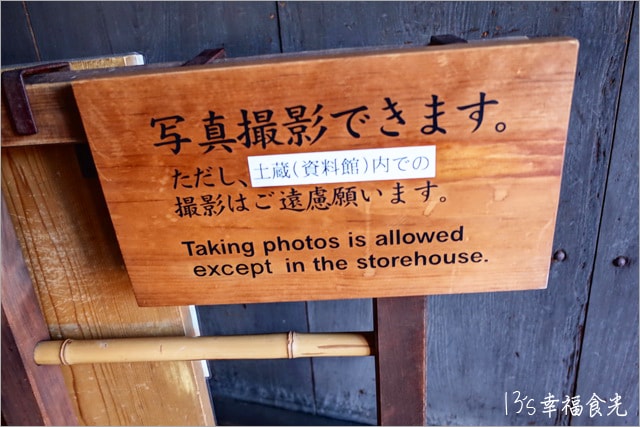 写真撮影できます。
ただし、土蔵(資料館)内での
撮影はご遠慮願います。
Taking photos is allowed
except in the storehouse.
13's幸福食光